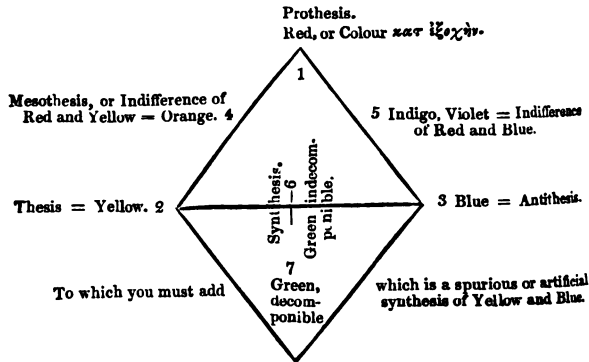 Prothesis.
Red, or Colour κατ ἐξοχὴν.
1
Mesothesis, or Indifference of
Red and Yellow = Orange. 4
5 Indigo, Violet = Indifference
of Red and Blue.
Synthesis.
—6
Green indecom-
ponible.
Thesis = Yellow. 2
3 Blue = Antithesis.
7
Green,
decom-
ponible
To which you must add
which is a spurious or artificial
synthesis of Yellow and Blue.